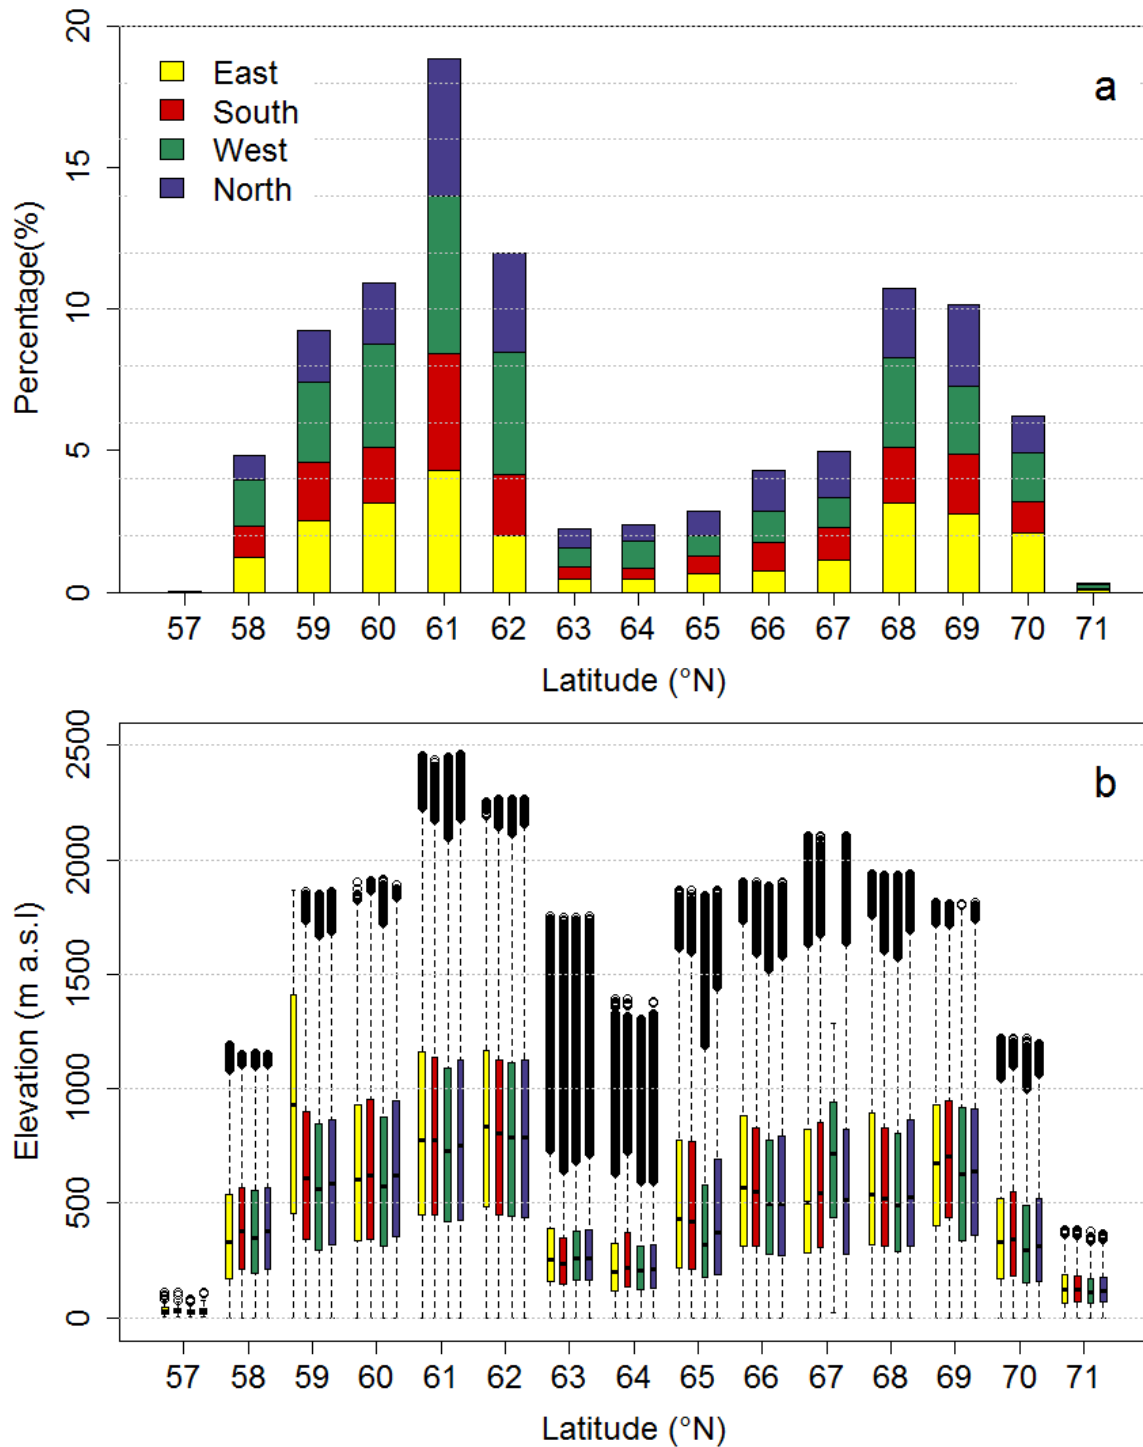 a
East
South
West
North
Percentage(%)
20
15
10
5
0
57 58 59 60 61 62 63 64 65 66 67 68 69 70 71
Latitude (°N)
b
Elevation (m a.s.l)
2500
2000
1500
1000
500
0
57 58 59 60 61 62 63 64 65 66 67 68 69 70 71
Latitude (°N)